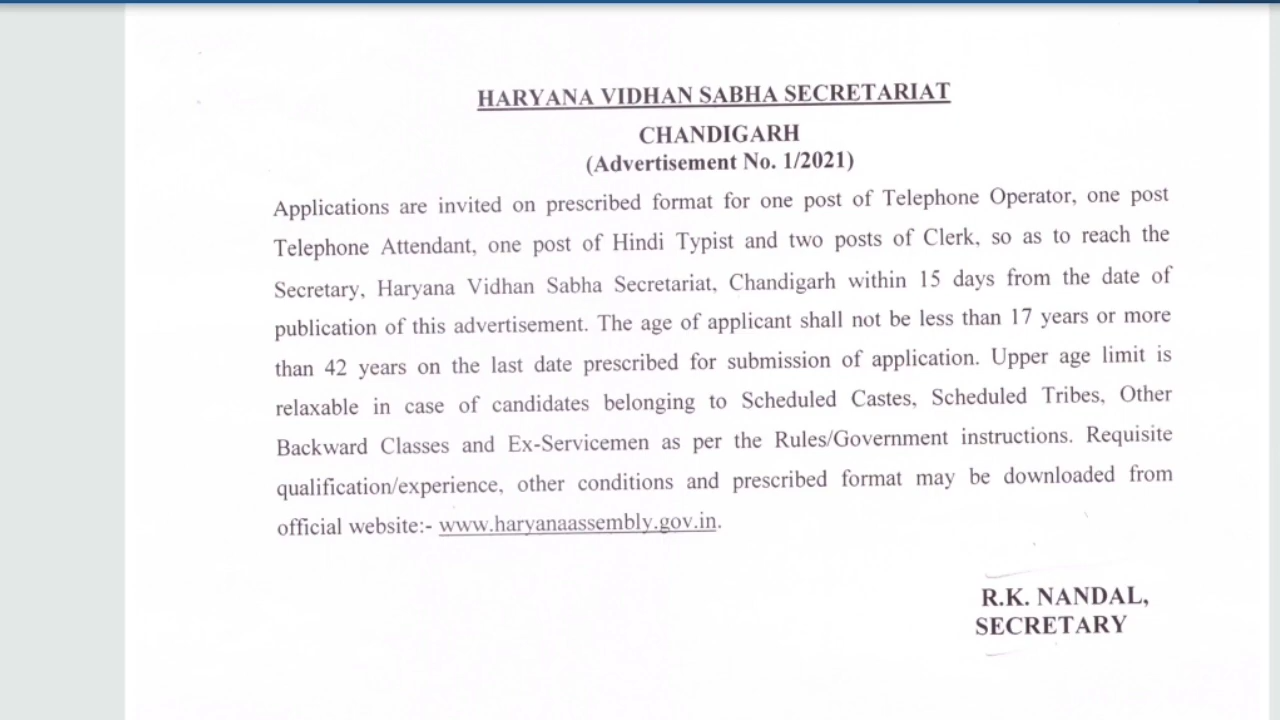 HARYANA VIDHAN SABHA SECRETARIAT
CHANDIGARH
(Advertisement No. 1/2021)
Applications are invited on prescribed format for one post of Telephone Operator, one post
Telephone Attendant, one post of Hindi Typist and two posts of Clerk, so as to reach the
Secretary, Haryana Vidhan Sabha Secretariat, Chandigarh within 15 days from the date of
publication of this advertisement. The age of applicant shall not be less than 17 years or more
than 42 years on the last date prescribed for submission of application. Upper age limit is
relaxable in case of candidates belonging to Scheduled Castes, Scheduled Tribes, Other
Backward Classes and Ex-Servicemen as per the Rules/Government instructions. Requisite
qualification/experience, other conditions and prescribed format may be downloaded from
official website:- www.haryanaassembly.gov.in.
R.K. NANDAL,
SECRETARY